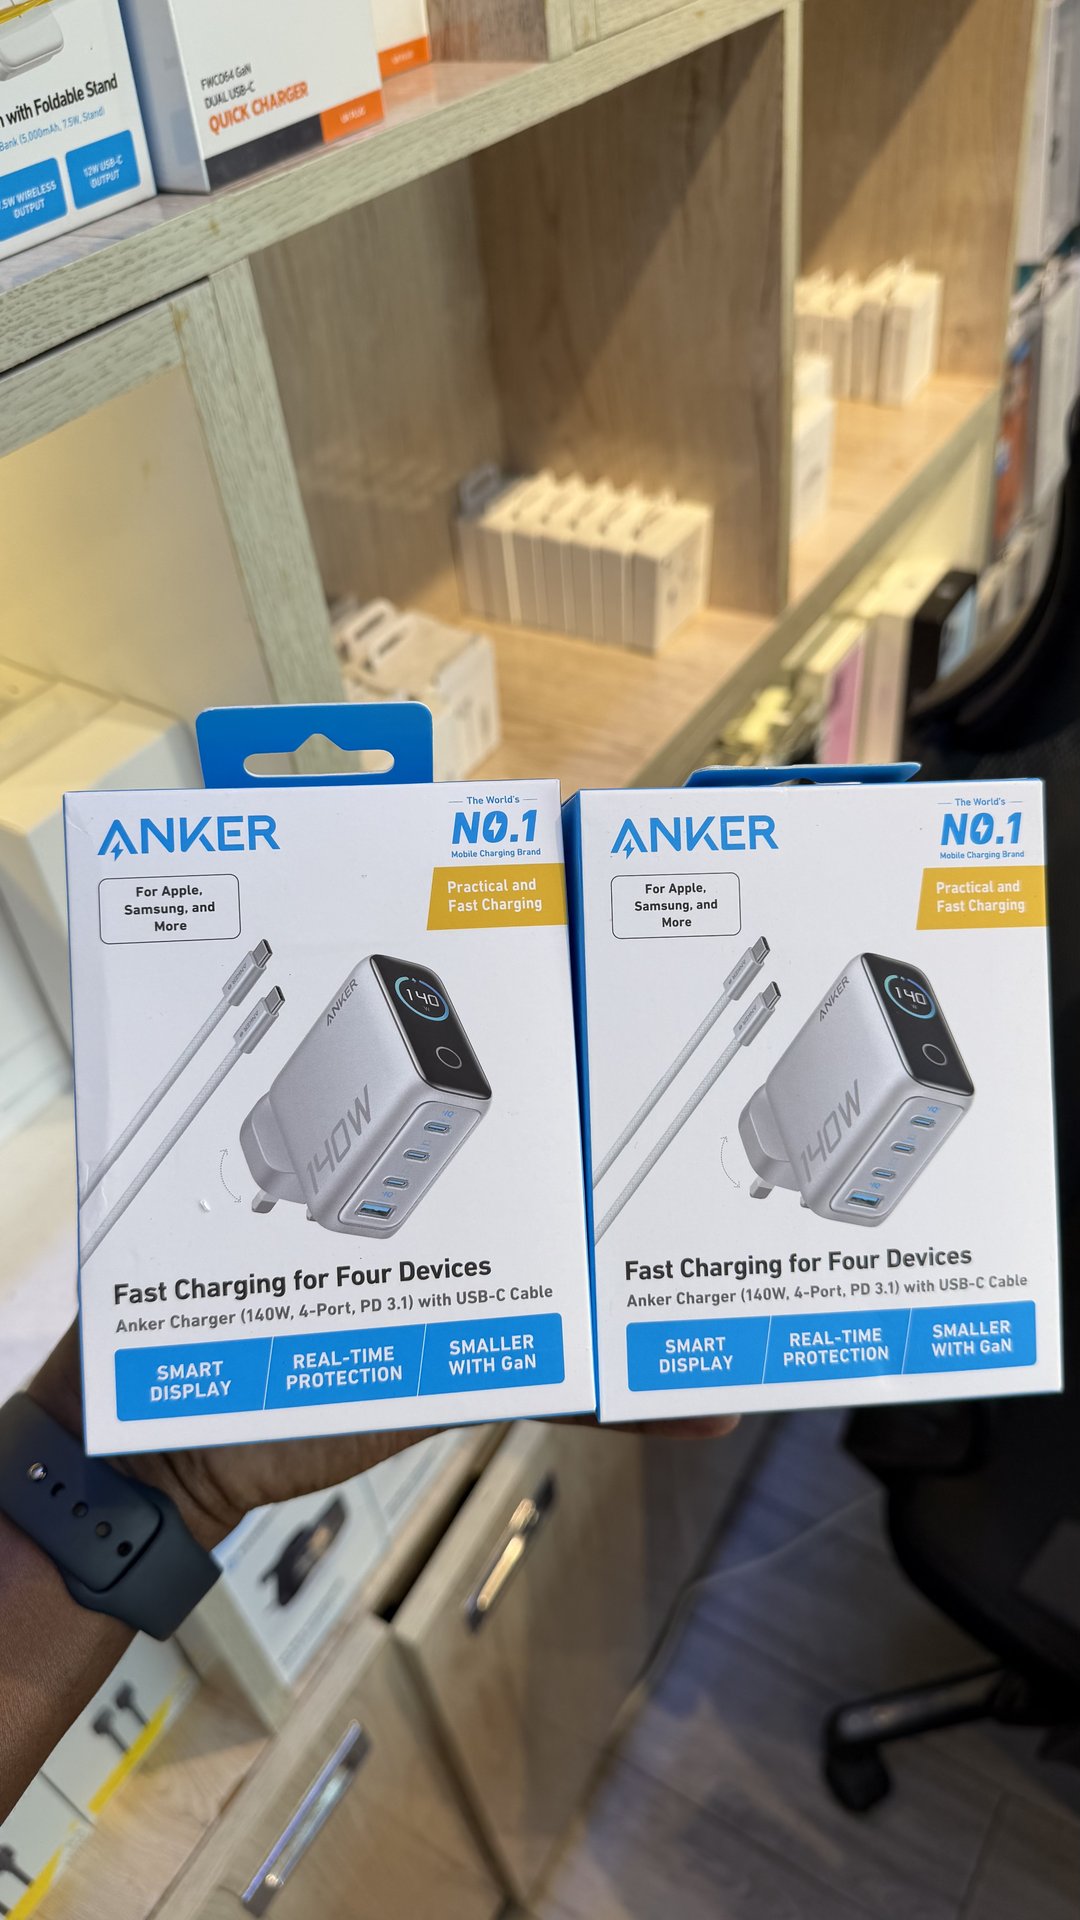 with Foldable Stand
Bank (5,000mAh, 7.5W, Stand)
.5W WIRELESS
OUTPUT
12W USB-C
OUTPUT
FWC064 GaN
DUAL USB-C
QUICK CHARGER
ANKER
The World's
NO.1
Mobile Charging Brand
For Apple,
Samsung, and
More
Practical and
Fast Charging
ANKER
140
W
140W
Fast Charging for Four Devices
Anker Charger (140W, 4-Port, PD 3.1) with USB-C Cable
SMART
DISPLAY
REAL-TIME
PROTECTION
SMALLER
WITH GaN
ANKER
The World's
NO.1
Mobile Charging Brand
For Apple,
Samsung, and
More
Practical and
Fast Charging
ANKER
140
W
140W
Fast Charging for Four Devices
Anker Charger (140W, 4-Port, PD 3.1) with USB-C Cable
SMART
DISPLAY
REAL-TIME
PROTECTION
SMALLER
WITH GaN